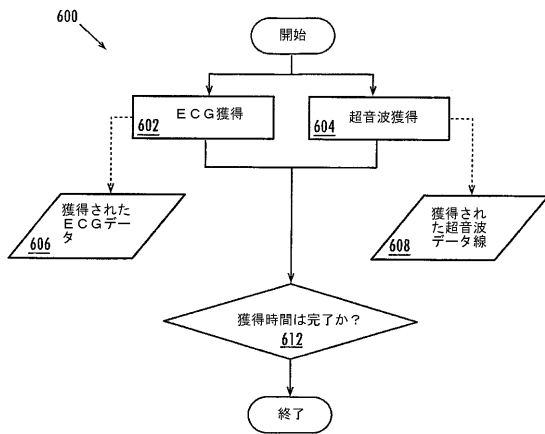 600
開始
ECG獲得
602
超音波獲得
604
獲得された
ECGデー
タ
606
獲得され
た超音波
データ線
608
獲得時間は完了か?
612
終了